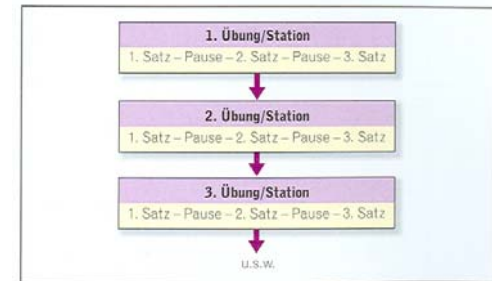 1. Übung/Station
1. Satz – Pause – 2. Satz – Pause – 3. Satz
2. Übung/Station
1. Satz – Pause – 2. Satz – Pause – 3. Satz
3. Übung/Station
1. Satz – Pause – 2. Satz – Pause – 3. Satz
u.s.w.